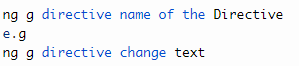 ng g directive name of the Directive
e.g
ng g directive change text